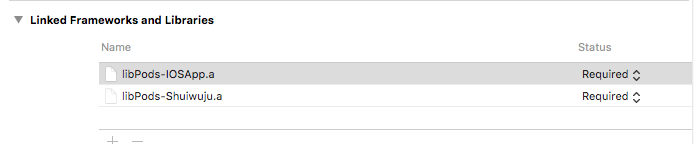 Linked Frameworks and Libraries
Name Status
libPods-IOSApp.a Required
libPods-Shuiwuju.a Required